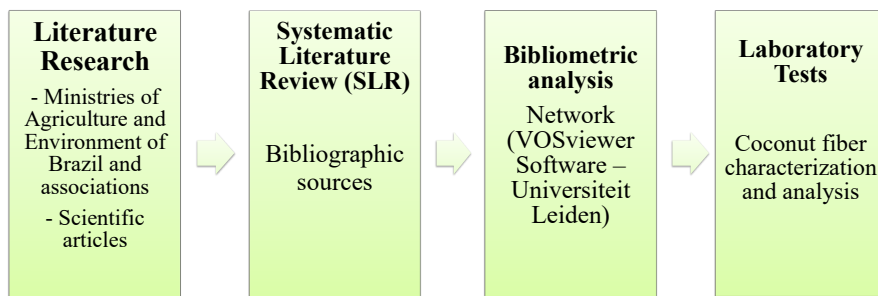 Literature
Research
- Ministries of
Agriculture and
Environment of
Brazil and
associations
- Scientific
articles
Systematic
Literature
Review (SLR)
Bibliographic
sources
Bibliometric
analysis
Network
(VOSviewer
Software –
Universiteit
Leiden)
Laboratory
Tests
Coconut fiber
characterization
and analysis